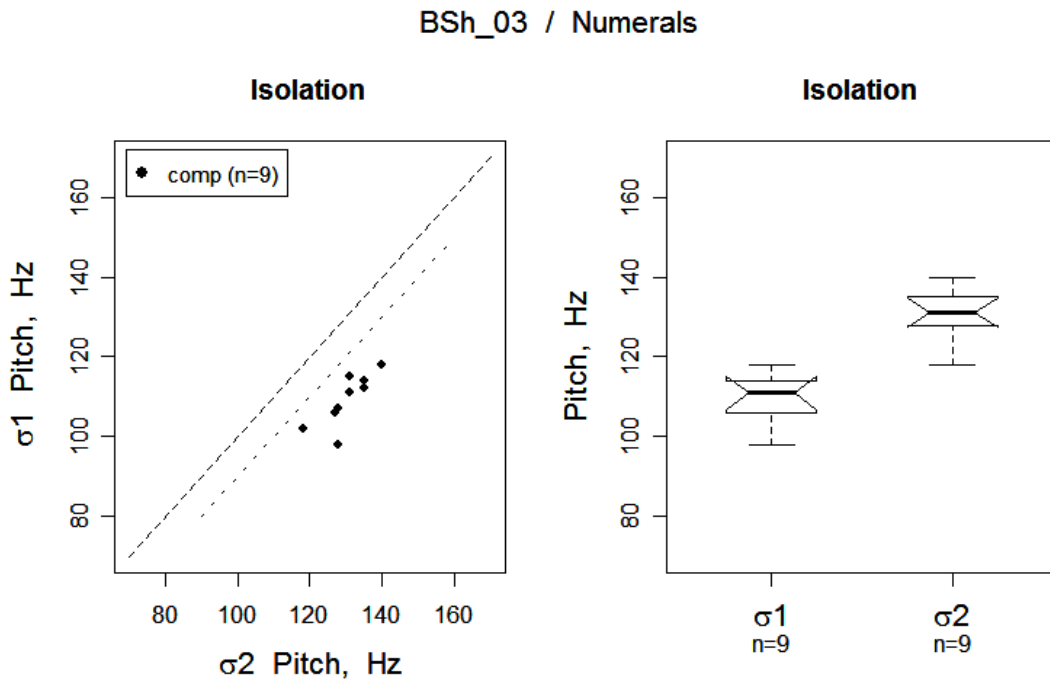 BSh_03 / Numerals
Isolation
comp (n=9)
160
140
120
100
80
σ1 Pitch, Hz
80 100 120 140 160
σ2 Pitch, Hz
Isolation
160
140
120
100
80
Pitch, Hz
σ1 σ2
n=9 n=9